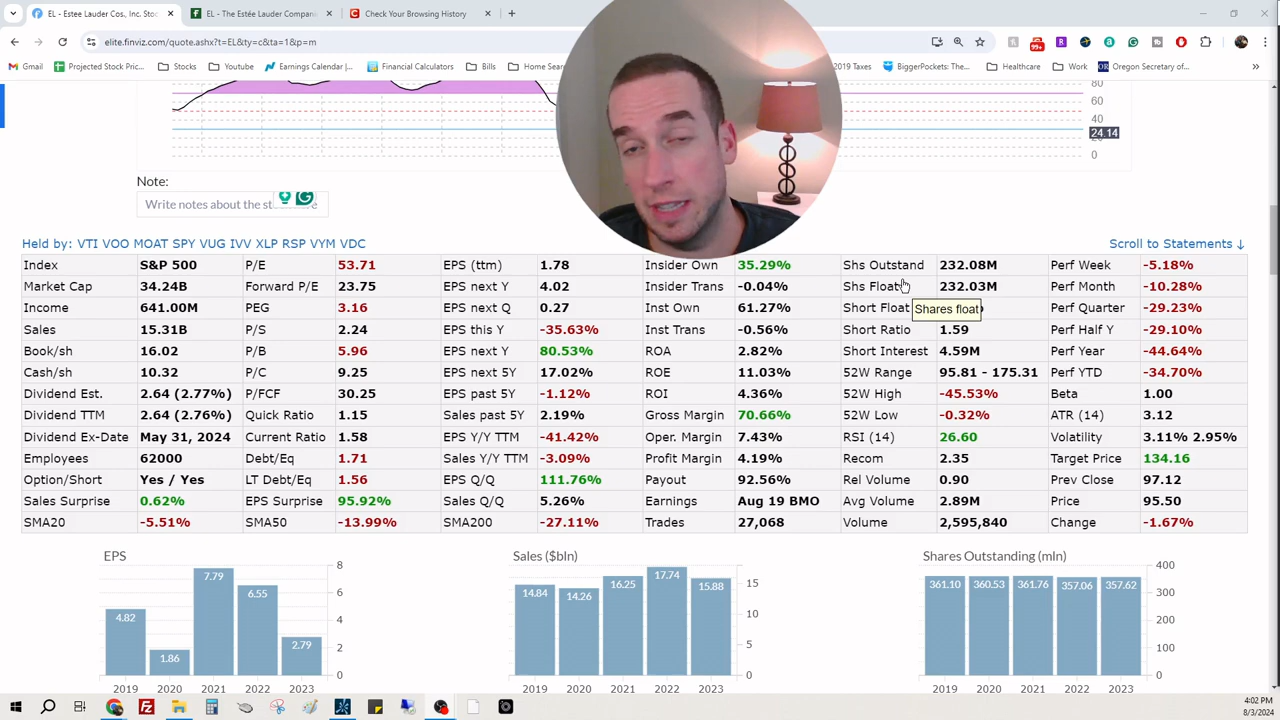 EL - Estee Lauder Cos, Inc. Stoc
EL - The Estée Lauder Compani
Check Your Browsing History
elite.finviz.com/quote.ashx?t=EL&ty=c&ta=1&p=m
Gmail Projected Stock Pric... Stocks Youtube Earnings Calendar |... Financial Calculators Bills Home Sear 2019 Taxes BiggerPockets: The... Healthcare Work Oregon Secretary of...
80
60
40
24.14
0
Note:
Write notes about the st
Held by: VTI VOO MOAT SPY VUG IVV XLP RSP VYM VDC Scroll to Statements ↓
Index S&P 500 P/E 53.71 EPS (ttm) 1.78 Insider Own 35.29% Shs Outstand 232.08M Perf Week -5.18%
Market Cap 34.24B Forward P/E 23.75 EPS next Y 4.02 Insider Trans -0.04% Shs Float 232.03M Perf Month -10.28%
Income 641.00M PEG 3.16 EPS next Q 0.27 Inst Own 61.27% Short Float Perf Quarter -29.23%
Shares float
Sales 15.31B P/S 2.24 EPS this Y -35.63% Inst Trans -0.56% Short Ratio 1.59 Perf Half Y -29.10%
Book/sh 16.02 P/B 5.96 EPS next Y 80.53% ROA 2.82% Short Interest 4.59M Perf Year -44.64%
Cash/sh 10.32 P/C 9.25 EPS next 5Y 17.02% ROE 11.03% 52W Range 95.81 - 175.31 Perf YTD -34.70%
Dividend Est. 2.64 (2.77%) P/FCF 30.25 EPS past 5Y -1.12% ROI 4.36% 52W High -45.53% Beta 1.00
Dividend TTM 2.64 (2.76%) Quick Ratio 1.15 Sales past 5Y 2.19% Gross Margin 70.66% 52W Low -0.32% ATR (14) 3.12
Dividend Ex-Date May 31, 2024 Current Ratio 1.58 EPS Y/Y TTM -41.42% Oper. Margin 7.43% RSI (14) 26.60 Volatility 3.11% 2.95%
Employees 62000 Debt/Eq 1.71 Sales Y/Y TTM -3.09% Profit Margin 4.19% Recom 2.35 Target Price 134.16
Option/Short Yes / Yes LT Debt/Eq 1.56 EPS Q/Q 111.76% Payout 92.56% Rel Volume 0.90 Prev Close 97.12
Sales Surprise 0.62% EPS Surprise 95.92% Sales Q/Q 5.26% Earnings Aug 19 BMO Avg Volume 2.89M Price 95.50
SMA20 -5.51% SMA50 -13.99% SMA200 -27.11% Trades 27,068 Volume 2,595,840 Change -1.67%
EPS Sales ($bln) Shares Outstanding (mln)
4.82 1.86 7.79 6.55 2.79
8
6
4
2
0
2019 2020 2021 2022 2023
14.84 14.26 16.25 17.74 15.88
15
10
5
0
2019 2020 2021 2022 2023
361.10 360.53 361.76 357.06 357.62
400
300
200
100
0
2019 2020 2021 2022 2023
4:02 PM
8/3/2024